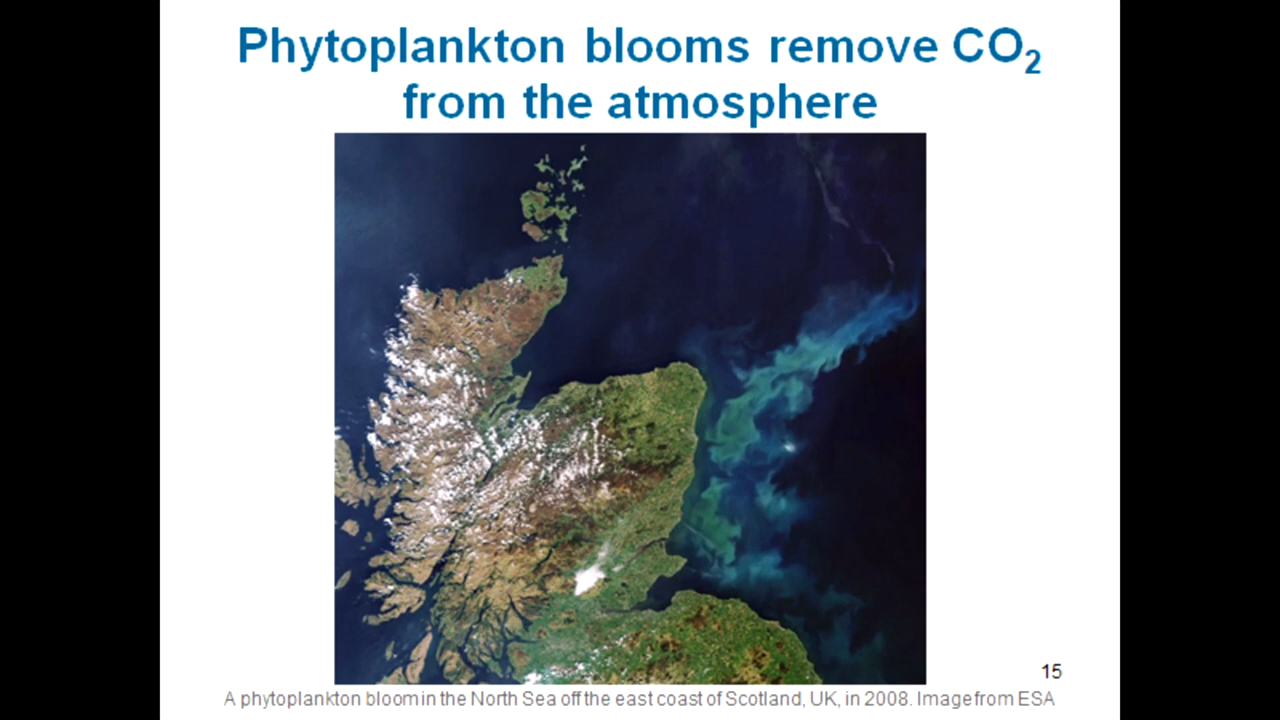 Phytoplankton blooms remove CO₂
from the atmosphere
15
A phytoplankton bloom in the North Sea off the east coast of Scotland, UK, in 2008. Image from ESA